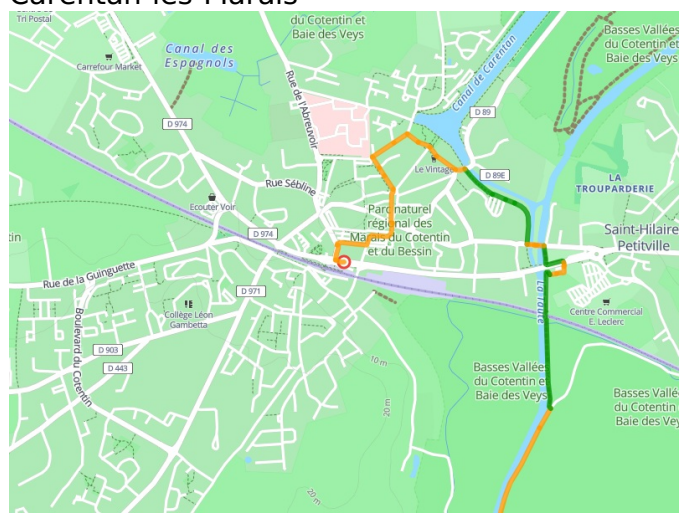 Carentan-les-Marais
Tri Postal
Carrefour Market
Canal des
Espagnols
du Cotentin et
Baie des Veys
Rue de l'Abreuvoir
Canal de Carentan
Basses Vallées
du Cotentin et
Baie des Veys
D 974
D 89
Le Vintage
D 89E
LA
TROUPARDERIE
Rue Sébline
Ecouter Voir
Parc naturel
régional des
Marais du Cotentin
et du Bessin
D 974
Saint-Hilaire-
Petitville
tin
Rue de la Guinguette
D 971
Collège Léon
Gambetta
La Taute
Centre Commercial
E. Leclerc
Boulevard du Cotentin
D 903
D 443
10 m
20 m
20 m
Basses Vallées
du Cotentin et
Baie des Veys
Basses Vallée
du Cotentin e
Baie des Vey